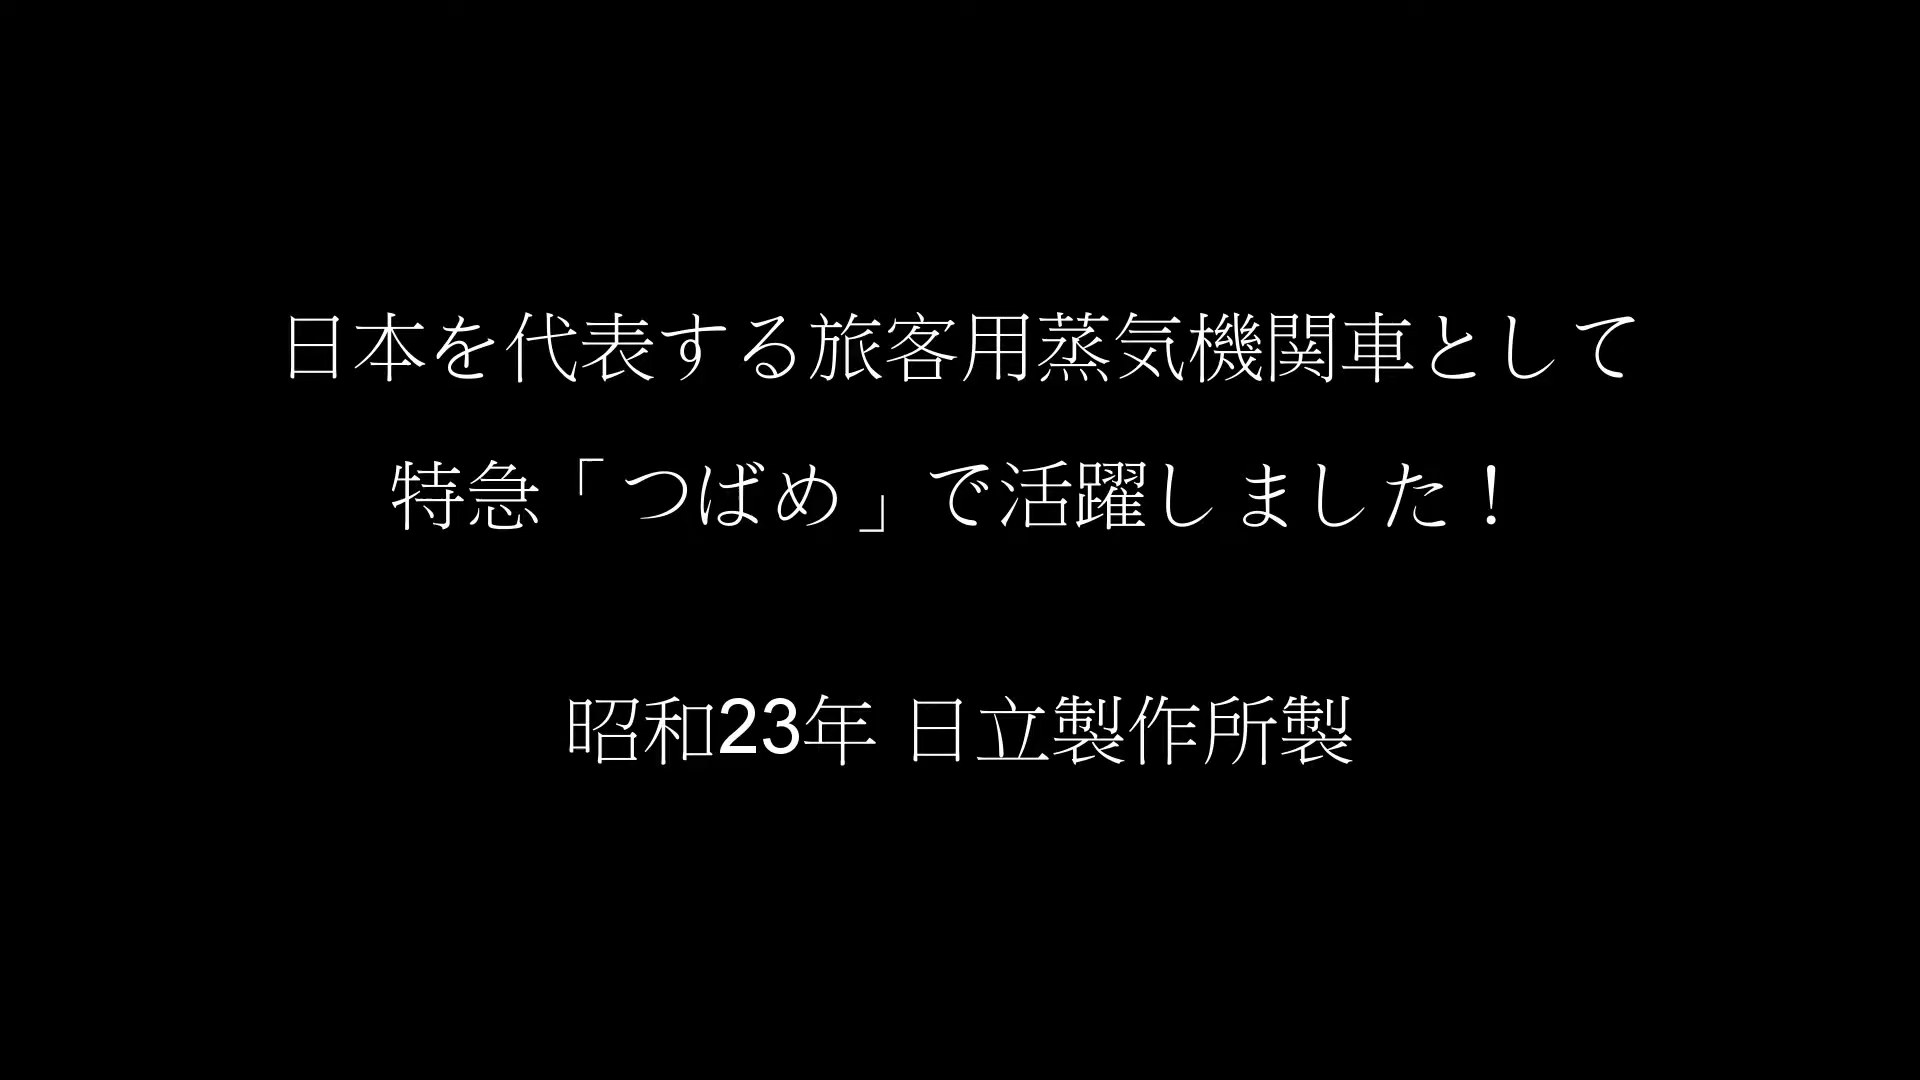 日本を代表する旅客用蒸気機関車として
特急「つばめ」で活躍しました！
昭和23年 日立製作所製